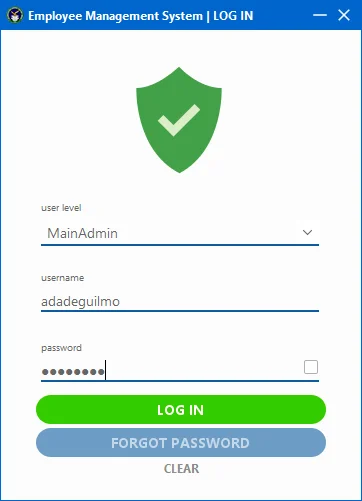 Employee Management System | LOG IN
user level
MainAdmin
username
adadeguilmo
password
●●●●●●●●
LOG IN
FORGOT PASSWORD
CLEAR